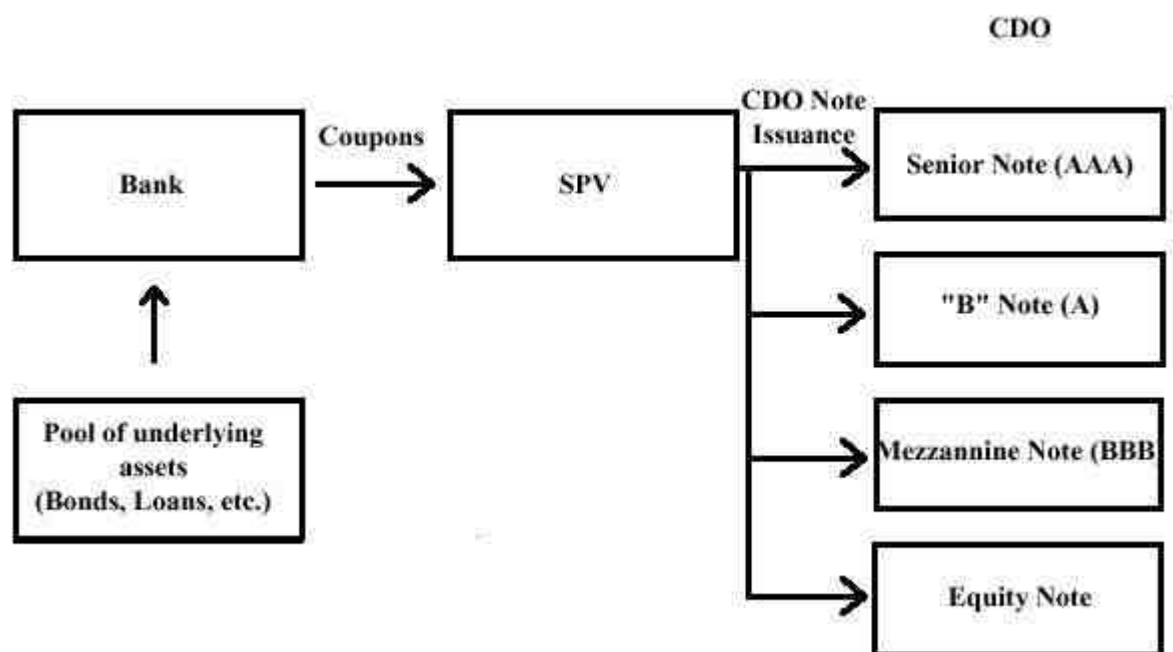 CDO
Bank
Coupons
SPV
CDO Note
Issuance
Senior Note (AAA)
"B" Note (A)
Mezzannine Note (BBB
Equity Note
Pool of underlying
assets
(Bonds, Loans, etc.)